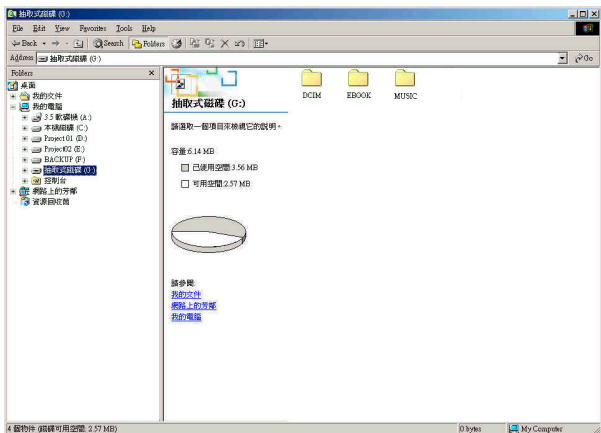 抽取式磁碟 (G:)
File Edit View Favorites Tools Help
Back Search Folders
Address 抽取式磁碟 (G:) Go
Folders
桌面
我的文件
我的電腦
3.5 軟碟機 (A:)
本機磁碟 (C:)
Project 01 (D:)
Project02 (E:)
BACKUP (F:)
抽取式磁碟 (G:)
控制台
網路上的芳鄰
資源回收筒
抽取式磁碟 (G:)
請選取一個項目來檢視它的說明。
容量:6.14 MB
已使用空間:3.56 MB
可用空間:2.57 MB
請參閱:
我的文件
網路上的芳鄰
我的電腦
DCIM EBOOK MUSIC
4 個物件 (磁碟可用空間: 2.57 MB) 0 bytes My Computer